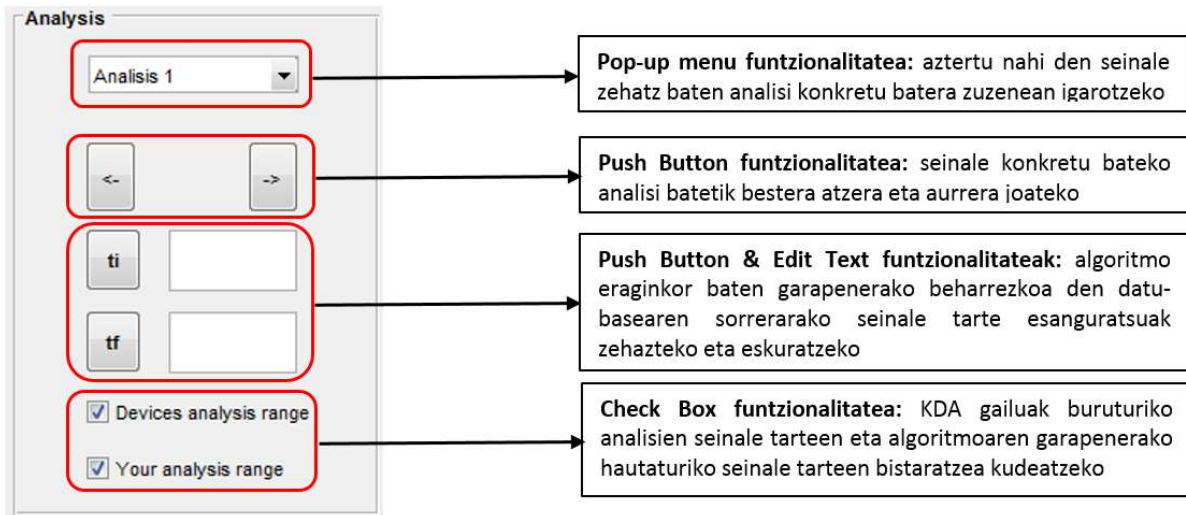 Analysis
Analisis 1
Pop-up menu funtzionalitatea: aztertu nahi den seinale
zehatz baten analisi konkretu batera zuzenean igarotzeko
<- ->
Push Button funtzionalitatea: seinale konkretu bateko
analisi batetik bestera atzera eta aurrera joateko
ti
tf
Push Button & Edit Text funtzionalitateak: algoritmo
eraginkor baten garapenerako beharrezkoa den datu-
basearen sorrerarako seinale tarte esanguratsuak
zehazteko eta eskuratzeko
Devices analysis range
Your analysis range
Check Box funtzionalitatea: KDA gailuak buruturiko
analisien seinale tarteen eta algoritmoaren garapenerako
hautaturiko seinale tarteen bistaratzea kudeatzeko